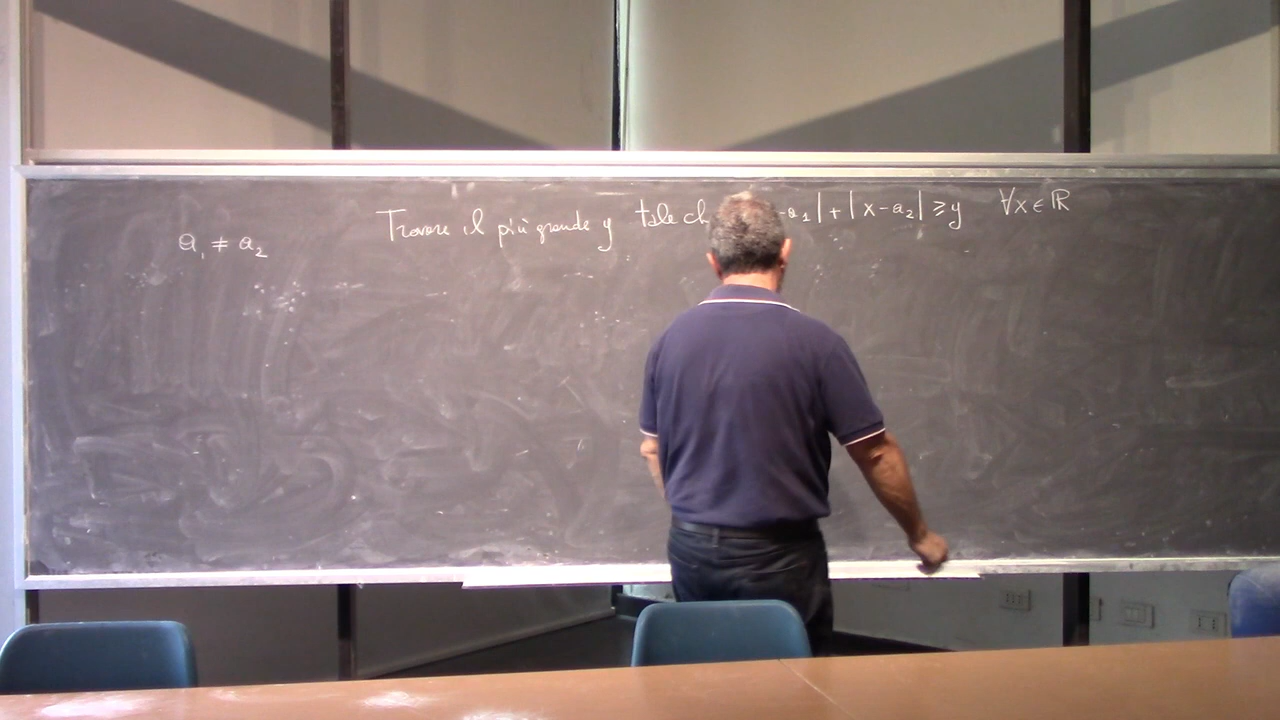 Trovare il più grande y tale ch -a₁|+|x-a₂|≥y ∀x∈ℝ
a₁ ≠ a₂